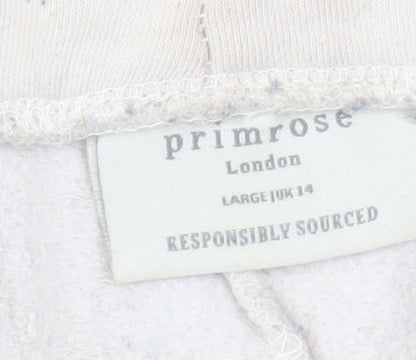 primrose
London
LARGE|UK 14
RESPONSIBLY SOURCED